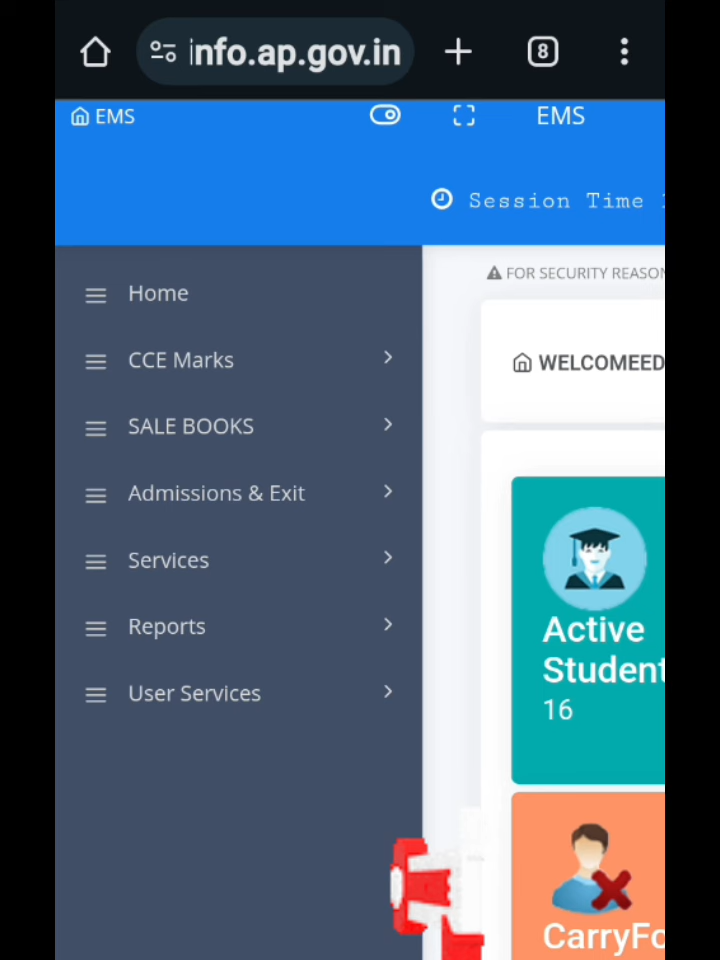 info.ap.gov.in
8
EMS
EMS
Session Time
FOR SECURITY REASON
Home
CCE Marks
SALE BOOKS
Admissions & Exit
Services
Reports
User Services
WELCOMEED
Active
Student
16
CarryFo